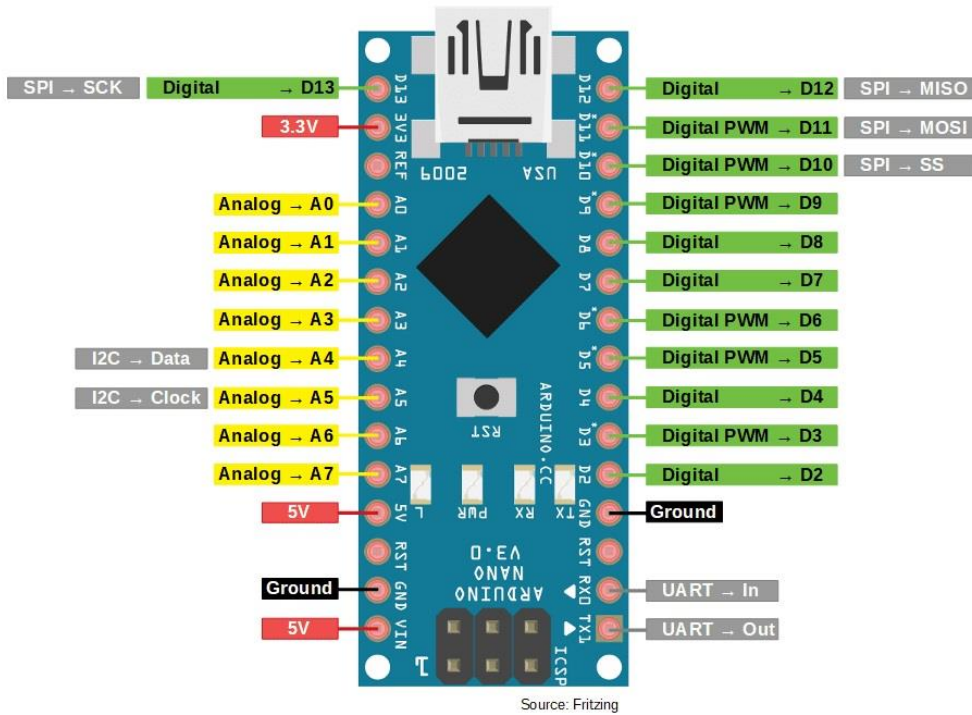 SPI → SCK
Digital → D13
3.3V
Analog → A0
Analog → A1
Analog → A2
Analog → A3
I2C → Data
Analog → A4
I2C → Clock
Analog → A5
Analog → A6
Analog → A7
5V
Ground
5V
D13
3V3
REF
A0
A1
A2
A3
A4
A5
A6
A7
5V
RST
GND
VIN
2009
USA
RST
ARDUINO.CC
L
PWR
RX
TX
V3.0
NANO
ARDUINO
1
ICSP
D12
D11*
D10*
D9*
D8
D7
D6*
D5*
D4
D3*
D2
GND
RST
RX0
TX1
Digital → D12
SPI → MISO
Digital PWM → D11
SPI → MOSI
Digital PWM → D10
SPI → SS
Digital PWM → D9
Digital → D8
Digital → D7
Digital PWM → D6
Digital PWM → D5
Digital → D4
Digital PWM → D3
Digital → D2
Ground
UART → In
UART → Out
Source: Fritzing